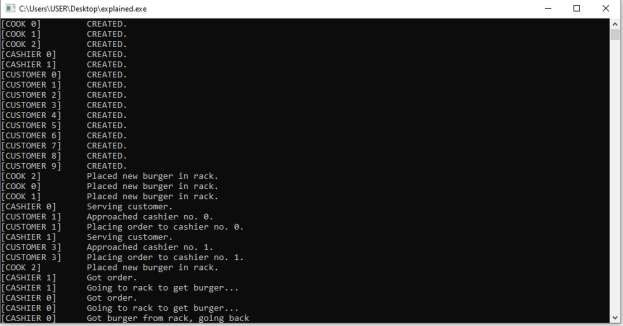 C:\Users\USER\Desktop\explained.exe
[COOK 0] CREATED.
[COOK 1] CREATED.
[COOK 2] CREATED.
[CASHIER 0] CREATED.
[CASHIER 1] CREATED.
[CUSTOMER 0] CREATED.
[CUSTOMER 1] CREATED.
[CUSTOMER 2] CREATED.
[CUSTOMER 3] CREATED.
[CUSTOMER 4] CREATED.
[CUSTOMER 5] CREATED.
[CUSTOMER 6] CREATED.
[CUSTOMER 7] CREATED.
[CUSTOMER 8] CREATED.
[CUSTOMER 9] CREATED.
[COOK 2] Placed new burger in rack.
[COOK 0] Placed new burger in rack.
[COOK 1] Placed new burger in rack.
[CASHIER 0] Serving customer.
[CUSTOMER 1] Approached cashier no. 0.
[CUSTOMER 1] Placing order to cashier no. 0.
[CASHIER 1] Serving customer.
[CUSTOMER 3] Approached cashier no. 1.
[CUSTOMER 3] Placing order to cashier no. 1.
[COOK 2] Placed new burger in rack.
[CASHIER 1] Got order.
[CASHIER 1] Going to rack to get burger...
[CASHIER 0] Got order.
[CASHIER 0] Going to rack to get burger...
[CASHIER 0] Got burger from rack, going back